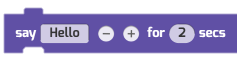 say Hello − + for 2 secs